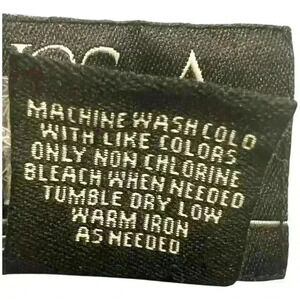 MACHINE WASH COLD
WITH LIKE COLORS
ONLY NON CHLORINE
BLEACH WHEN NEEDED
TUMBLE DRY LOW
WARM IRON
AS NEEDED